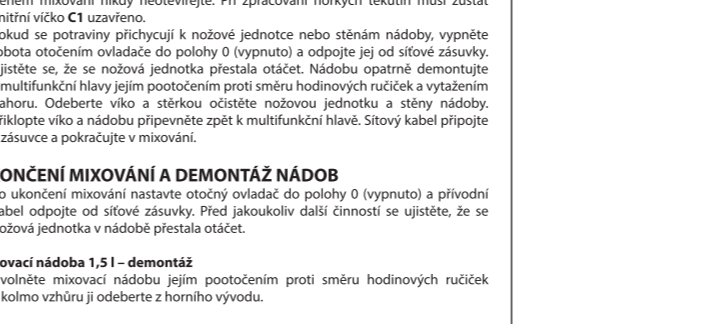 během mixování nikdy neotevírejte. Při zpracování horkých tekutin musí zůstat
nitřní víčko C1 uzavřeno.
okud se potraviny přichycují k nožové jednotce nebo stěnám nádoby, vypněte
obota otočením ovladače do polohy 0 (vypnuto) a odpojte jej od síťové zásuvky.
jistěte se, že se nožová jednotka přestala otáčet. Nádobu opatrně demontujte
multifunkční hlavy jejím pootočením proti směru hodinových ručiček a vytažením
ahoru. Odeberte víko a stěrkou očistěte nožovou jednotku a stěny nádoby.
řiklopte víko a nádobu připevněte zpět k multifunkční hlavě. Síťový kabel připojte
zásuvce a pokračujte v mixování.
ONČENÍ MIXOVÁNÍ A DEMONTÁŽ NÁDOB
o ukončení mixování nastavte otočný ovladač do polohy 0 (vypnuto) a přívodní
abel odpojte od síťové zásuvky. Před jakoukoliv další činností se ujistěte, že se
ožová jednotka v nádobě přestala otáčet.
ovací nádoba 1,5 l – demontáž
volněte mixovací nádobu jejím pootočením proti směru hodinových ručiček
kolmo vzhůru ji odeberte z horního vývodu.